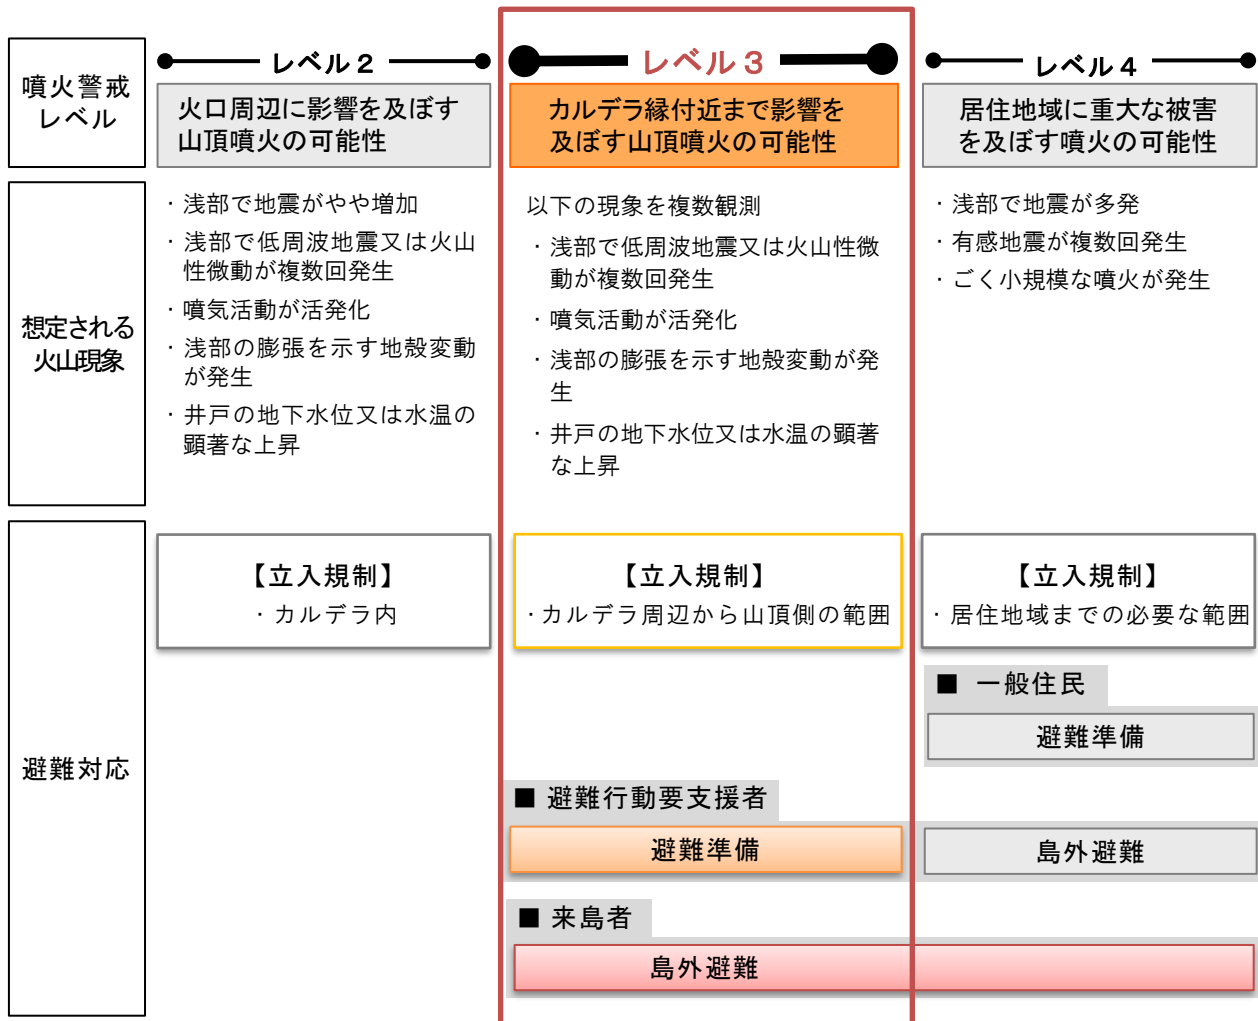 噴火警戒
レベル
レベル２
火口周辺に影響を及ぼす
山頂噴火の可能性
レベル３
カルデラ縁付近まで影響を
及ぼす山頂噴火の可能性
レベル４
居住地域に重大な被害
を及ぼす噴火の可能性
想定される
火山現象
・浅部で地震がやや増加
・浅部で低周波地震又は火山
性微動が複数回発生
・噴気活動が活発化
・浅部の膨張を示す地殻変動
が発生
・井戸の地下水位又は水温の
顕著な上昇
以下の現象を複数観測
・浅部で低周波地震又は火山性微
動が複数回発生
・噴気活動が活発化
・浅部の膨張を示す地殻変動が発
生
・井戸の地下水位又は水温の顕著
な上昇
・浅部で地震が多発
・有感地震が複数回発生
・ごく小規模な噴火が発生
避難対応
【立入規制】
・カルデラ内
【立入規制】
・カルデラ周辺から山頂側の範囲
【立入規制】
・居住地域までの必要な範囲
■ 一般住民
避難準備
■ 避難行動要支援者
避難準備
島外避難
■ 来島者
島外避難